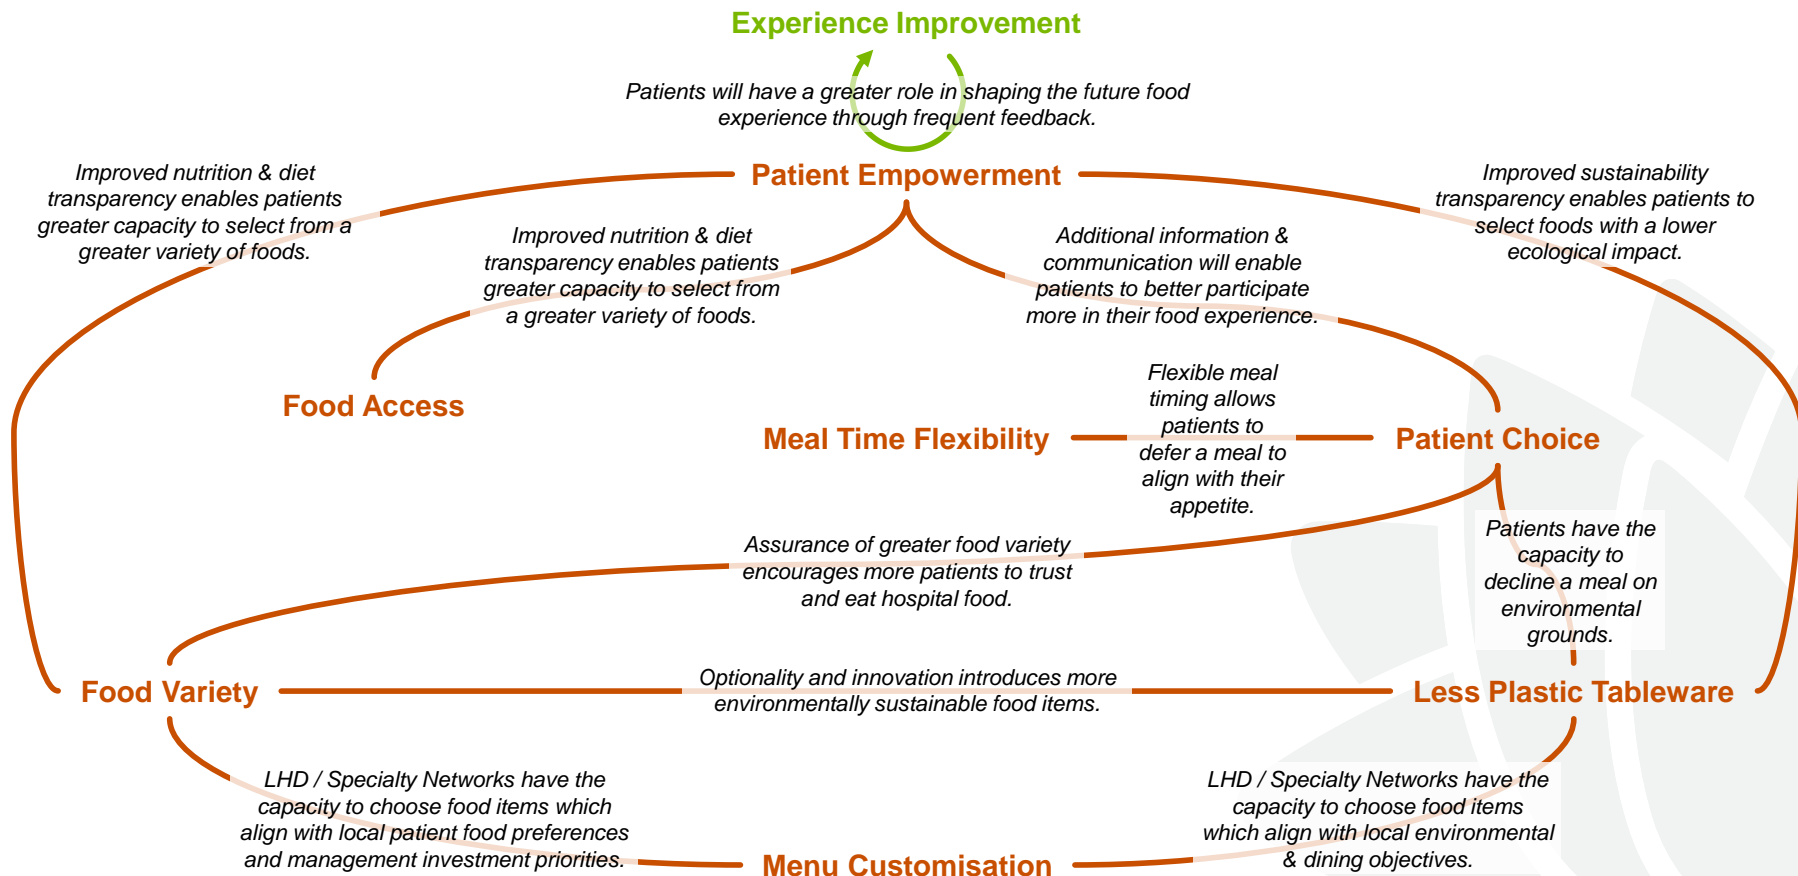 Experience Improvement
Patients will have a greater role in shaping the future food
experience through frequent feedback.
Patient Empowerment
Improved nutrition & diet
transparency enables patients
greater capacity to select from a
greater variety of foods.
Improved sustainability
transparency enables patients to
select foods with a lower
ecological impact.
Improved nutrition & diet
transparency enables patients
greater capacity to select from
a greater variety of foods.
Additional information &
communication will enable
patients to better participate
more in their food experience.
Food Access
Meal Time Flexibility
Flexible meal
timing allows
patients to
defer a meal to
align with their
appetite.
Patient Choice
Assurance of greater food variety
encourages more patients to trust
and eat hospital food.
Patients have the
capacity to
decline a meal on
environmental
grounds.
Food Variety
Optionality and innovation introduces more
environmentally sustainable food items.
Less Plastic Tableware
LHD / Specialty Networks have the
capacity to choose food items which
align with local patient food preferences
and management investment priorities.
LHD / Specialty Networks have the
capacity to choose food items
which align with local environmental
& dining objectives.
Menu Customisation